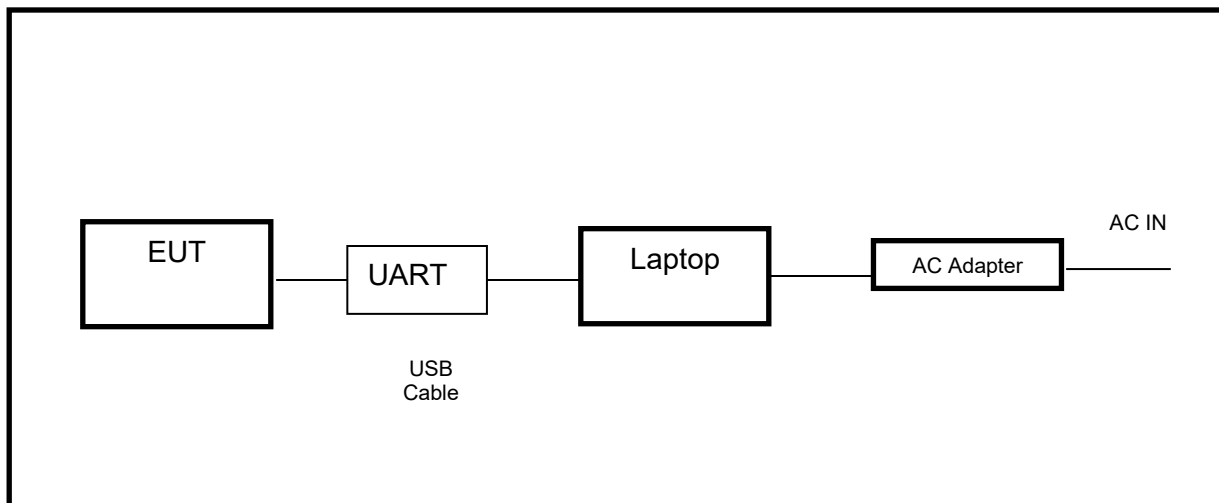 EUT
UART
Laptop
AC Adapter
AC IN
USB
Cable